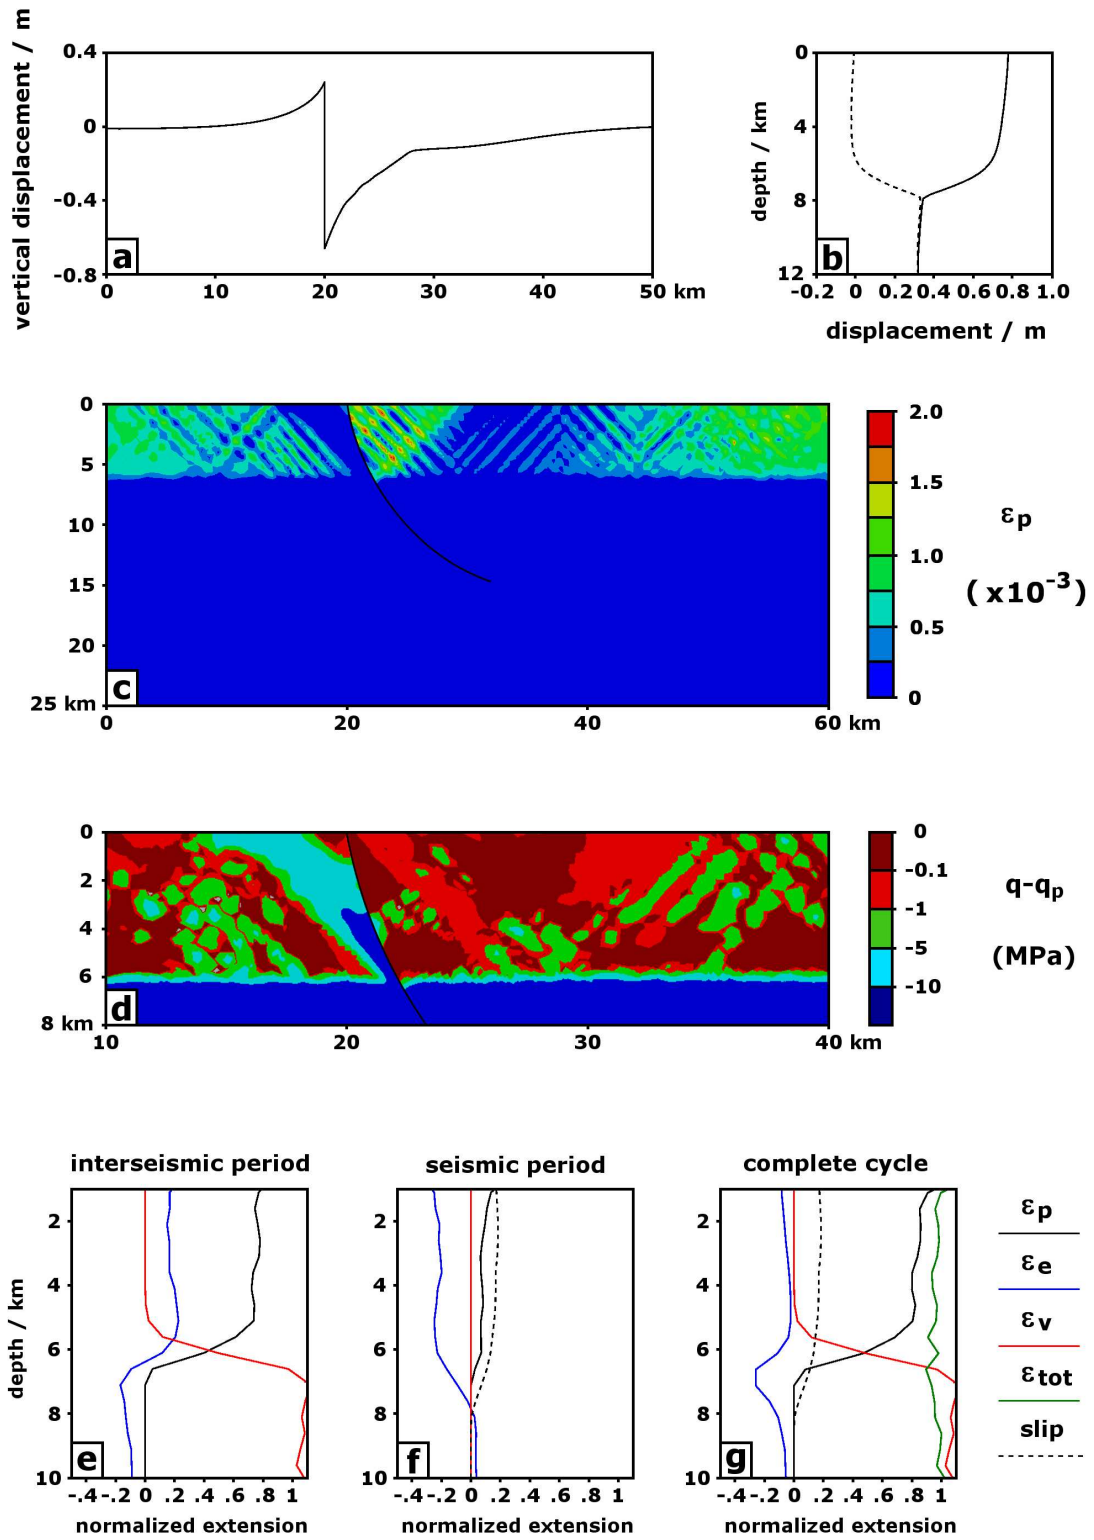 vertical displacement / m
0.4
0
-0.4
-0.8
0 10 20 30 40 50 km
a
depth / km
0
4
8
12
-0.2 0 0.2 0.4 0.6 0.8 1.0
displacement / m
b
0
5
10
15
20
25 km
0 20 40 60 km
c
2.0
1.5
1.0
0.5
0
εp
(x10-3)
0
2
4
6
8 km
10 20 30 40 km
d
0
-0.1
-1
-5
-10
q-qp
(MPa)
interseismic period
seismic period
complete cycle
depth / km
2
4
6
8
10
-.4 -.2 0 .2 .4 .6 .8 1
normalized extension
e
2
4
6
8
10
-.4 -.2 0 .2 .4 .6 .8 1
normalized extension
f
2
4
6
8
10
-.4 -.2 0 .2 .4 .6 .8 1
normalized extension
g
εp
εe
εv
εtot
slip